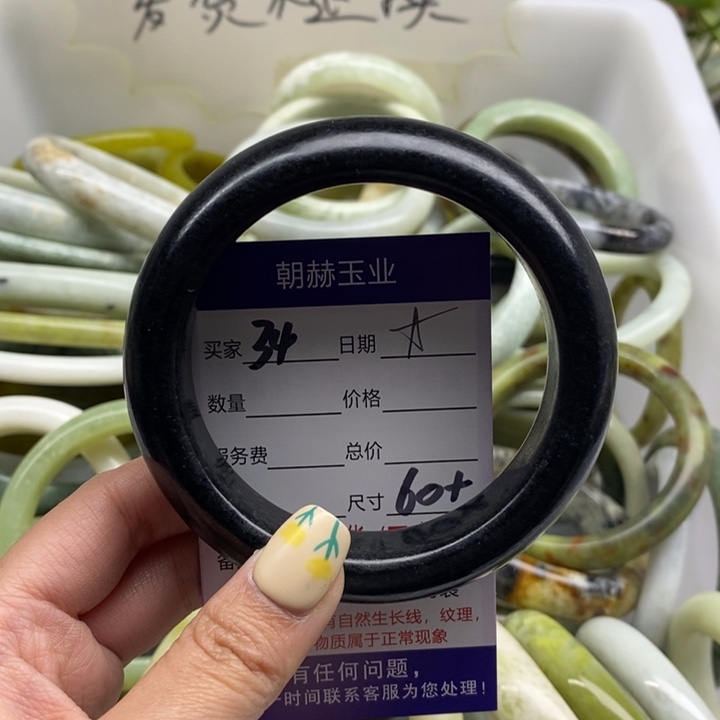 朝赫玉业
买家 34 日期 ☆
数量 价格
服务费 总价
尺寸 60+
备
有自然生长线，纹理，
物质属于正常现象
有任何问题，
时间联系客服为您处理！